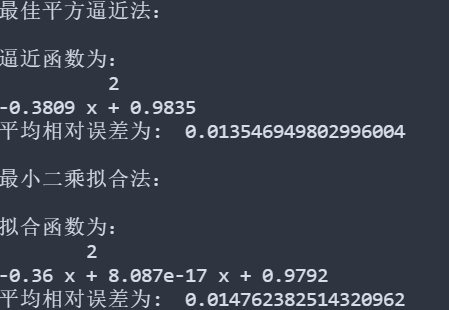 最佳平方逼近法:
逼近函数为:
2
-0.3809 x + 0.9835
平均相对误差为: 0.013546949802996004
最小二乘拟合法:
拟合函数为:
2
-0.36 x + 8.087e-17 x + 0.9792
平均相对误差为: 0.014762382514320962